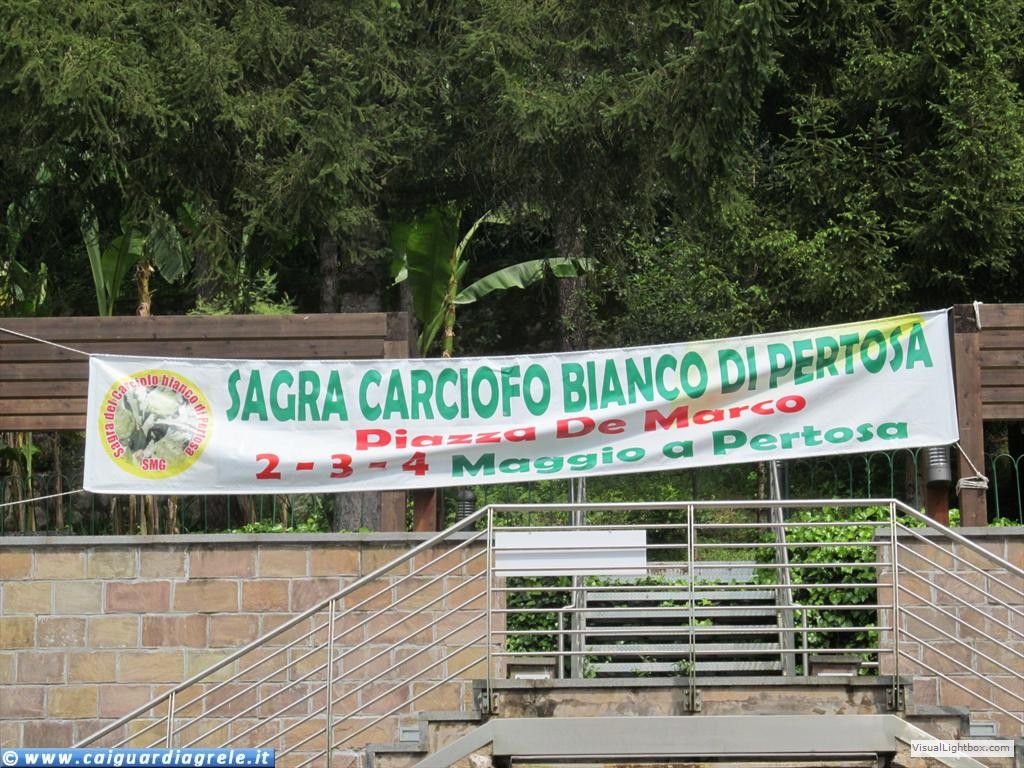 SAGRA CARCIOFO BIANCO DI PERTOSA
Piazza De Marco
2 - 3 - 4 Maggio a Pertosa
Sagra del Carciofo bianco di Pertosa
SMG
© www.caiguardiagrele.it
VisualLightbox.com